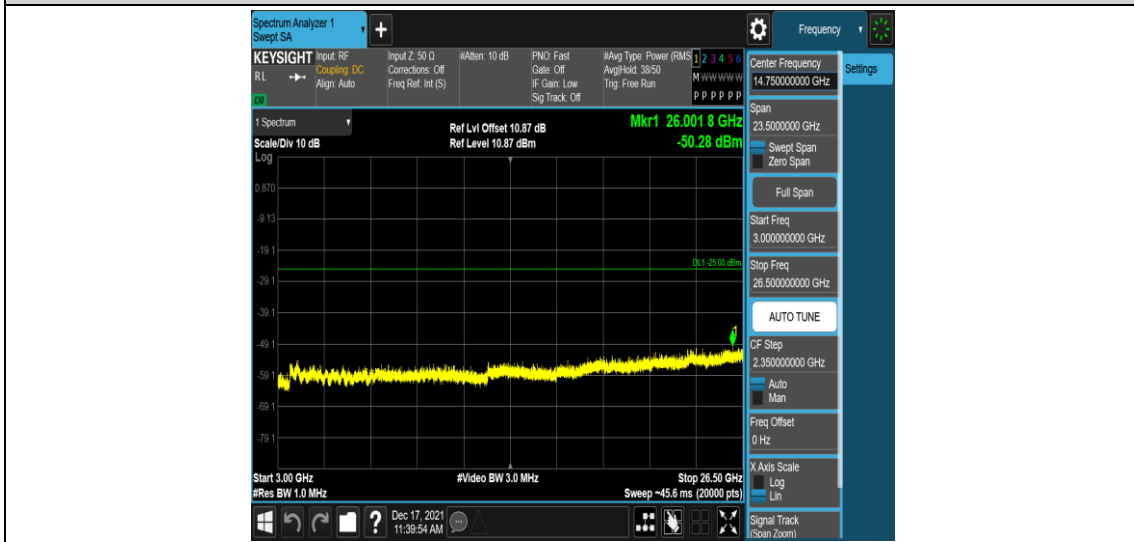 Spectrum Analyzer 1
Swept SA
Frequency
KEYSIGHT
RL
LXI
Input: RF
Coupling: DC
Align: Auto
Input Z: 50 Ω
Corrections: Off
Freq Ref: Int (S)
#Atten: 10 dB
PNO: Fast
Gate: Off
IF Gain: Low
Sig Track: Off
#Avg Type: Power (RMS
Avg|Hold: 38/50
Trig: Free Run
1 2 3 4 5 6
M W W W W W
P P P P P P
1 Spectrum
Scale/Div 10 dB
Log
Ref Lvl Offset 10.87 dB
Ref Level 10.87 dBm
Mkr1 26.001 8 GHz
-50.28 dBm
0.870
-9.13
-19.1
DL1 -25.00 dBm
-29.1
-39.1
-49.1
1
-59.1
-69.1
-79.1
Start 3.00 GHz
#Res BW 1.0 MHz
#Video BW 3.0 MHz
Stop 26.50 GHz
Sweep ~45.6 ms (20000 pts)
Dec 17, 2021
11:39:54 AM
Center Frequency
14.750000000 GHz
Settings
Span
23.5000000 GHz
Swept Span
Zero Span
Full Span
Start Freq
3.000000000 GHz
Stop Freq
26.500000000 GHz
AUTO TUNE
CF Step
2.350000000 GHz
Auto
Man
Freq Offset
0 Hz
X Axis Scale
Log
Lin
Signal Track
(Span Zoom)